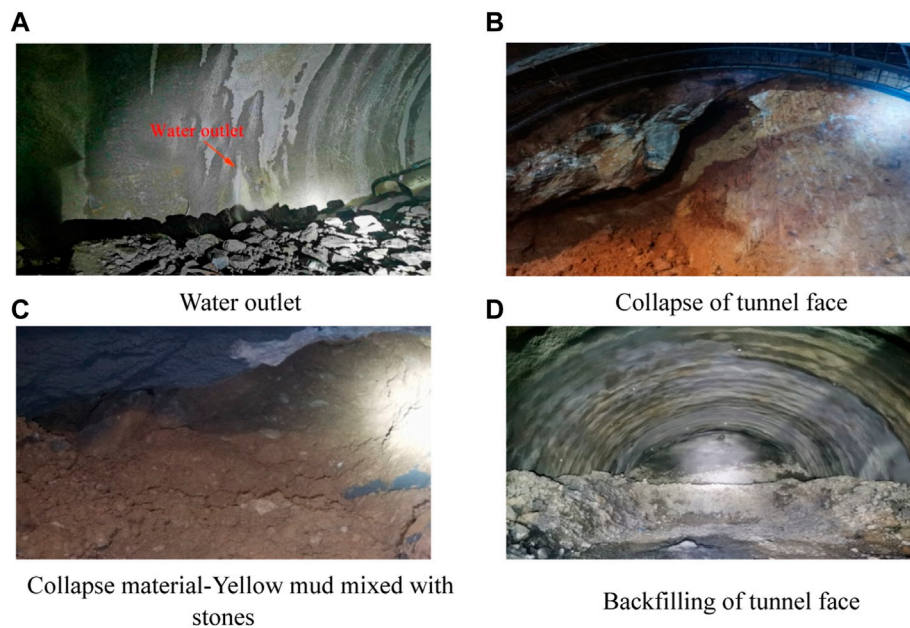 A
B
Water outlet
Water outlet
Collapse of tunnel face
C
D
Collapse material-Yellow mud mixed with
stones
Backfilling of tunnel face